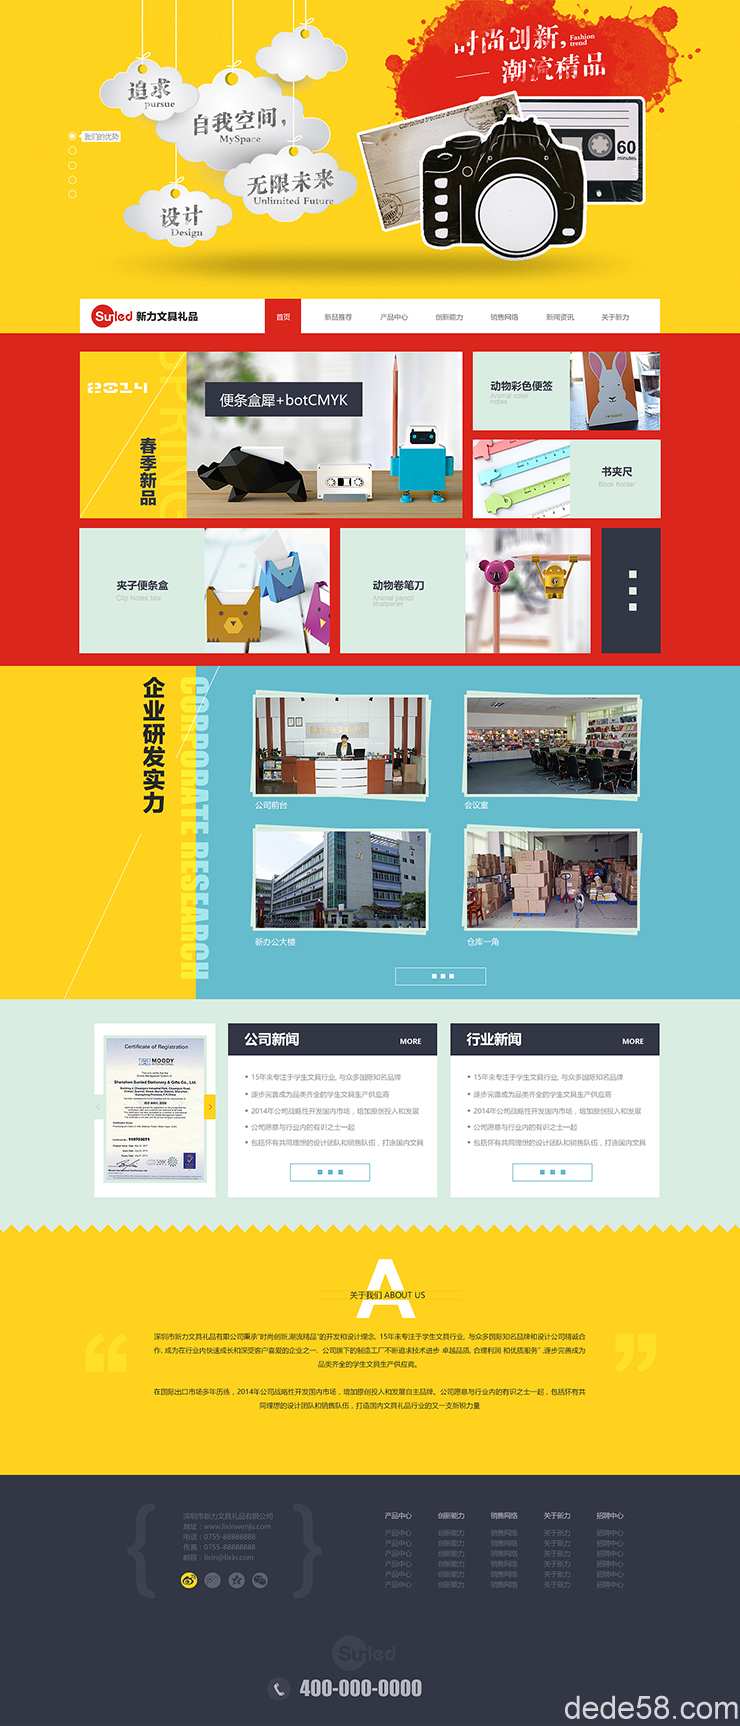 追求
pursue
自我空间，
MySpace
无限未来
Unlimited Future
设计
Design
我们的优势
时尚创新，
Fashion
trend
潮流精品
60
minutes
Sunled 新力文具礼品
首页
新品推荐
产品中心
创新能力
销售网络
新闻资讯
关于新力
2014
SPRING
春季新品
便条盒犀+botCMYK
动物彩色便签
Animal color
notes
书夹尺
Book holder
夹子便条盒
Clip Notes box
动物卷笔刀
Animal pencil
sharpener
企业研发实力
CORPORATE RESEARCH
公司前台
会议室
新办公大楼
仓库一角
Certificate of Registration
MOODY
INTERNATIONAL
Shenzhen Sunled Stationery & Gifts Co., Ltd.
公司新闻
MORE
15年来专注于学生文具行业, 与众多国际知名品牌
逐步完善成为品类齐全的学生文具生产供应商
2014年公司战略性开发国内市场，增加原创投入和发展
公司愿意与行业内的有识之士一起
包括怀有共同理想的设计团队和销售队伍，打造国内文具
行业新闻
MORE
15年来专注于学生文具行业, 与众多国际知名品牌
逐步完善成为品类齐全的学生文具生产供应商
2014年公司战略性开发国内市场，增加原创投入和发展
公司愿意与行业内的有识之士一起
包括怀有共同理想的设计团队和销售队伍，打造国内文具
A
关于我们 ABOUT US
深圳市新力文具礼品有限公司秉承"时尚创新,潮流精品"的开发和设计理念. 15年来专注于学生文具行业, 与众多国际知名品牌和设计公司精诚合
作, 成为在行业内快速成长和深受客户喜爱的企业之一. 公司旗下的制造工厂不断追求技术进步 卓越品质, 合理利润 和优质服务" ,逐步完善成为
品类齐全的学生文具生产供应商。
在国际出口市场多年历练，2014年公司战略性开发国内市场，增加原创投入和发展自主品牌。公司愿意与行业内的有识之士一起，包括怀有共
同理想的设计团队和销售队伍，打造国内文具礼品行业的又一支新锐力量
深圳市新力文具礼品有限公司
网址：www.lixinwenju.com
电话：0755-88888888
传真：0755-88888888
邮箱：lixin@lixin.com
产品中心 创新能力 销售网络 关于新力 招聘中心
产品中心 创新能力 销售网络 关于新力 招聘中心
产品中心 创新能力 销售网络 关于新力 招聘中心
产品中心 创新能力 销售网络 关于新力 招聘中心
产品中心 创新能力 销售网络 关于新力 招聘中心
产品中心 创新能力 销售网络 关于新力 招聘中心
产品中心 创新能力 销售网络 关于新力 招聘中心
Sunled
400-000-0000
dede58.com